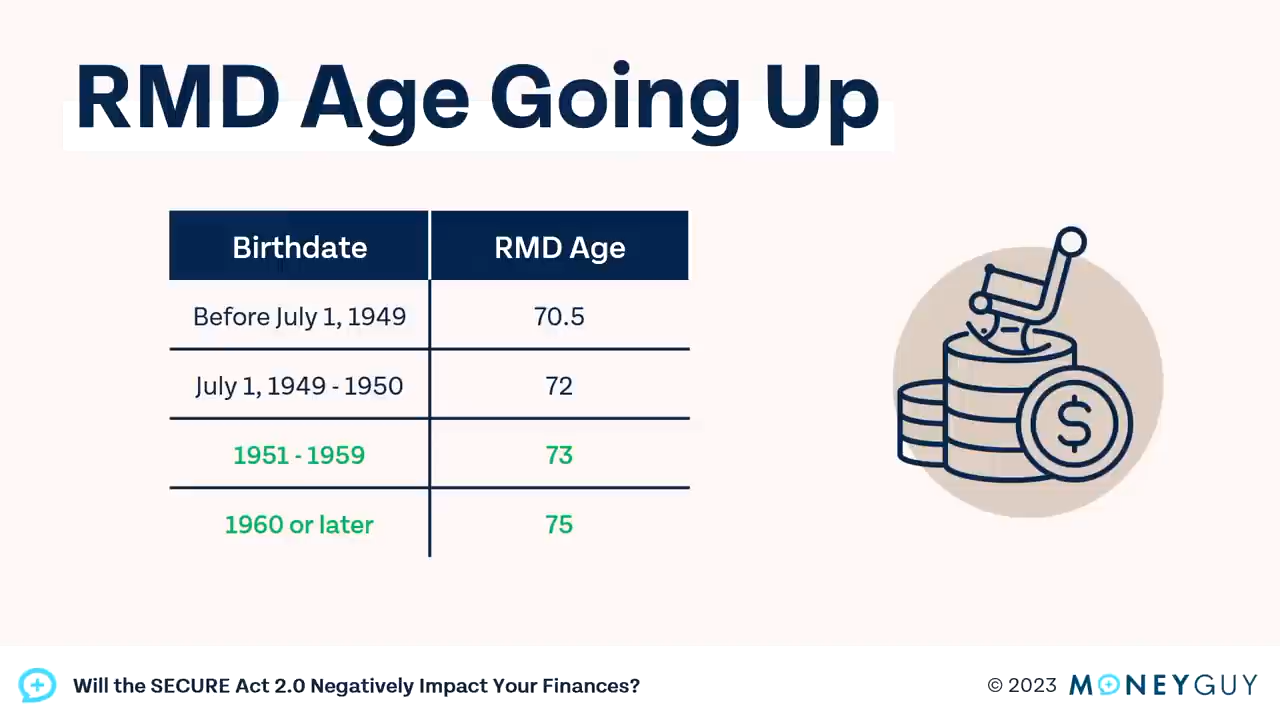 RMD Age Going Up
Birthdate RMD Age
Before July 1, 1949 70.5
July 1, 1949 - 1950 72
1951 - 1959 73
1960 or later 75
$
Will the SECURE Act 2.0 Negatively Impact Your Finances?
© 2023 MONEYGUY